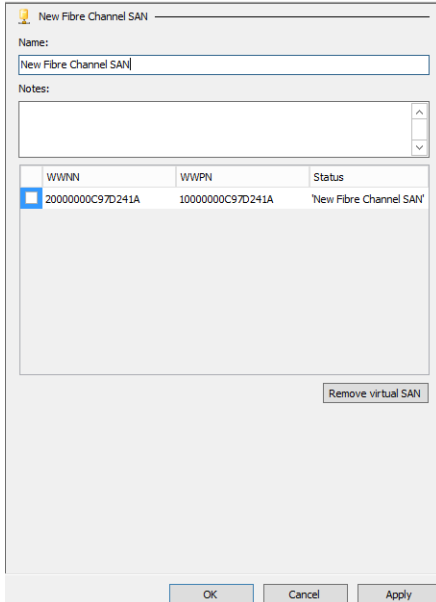 New Fibre Channel SAN
Name:
New Fibre Channel SAN
Notes:
WWNN WWPN Status
20000000C97D241A 10000000C97D241A 'New Fibre Channel SAN'
Remove virtual SAN
OK Cancel Apply